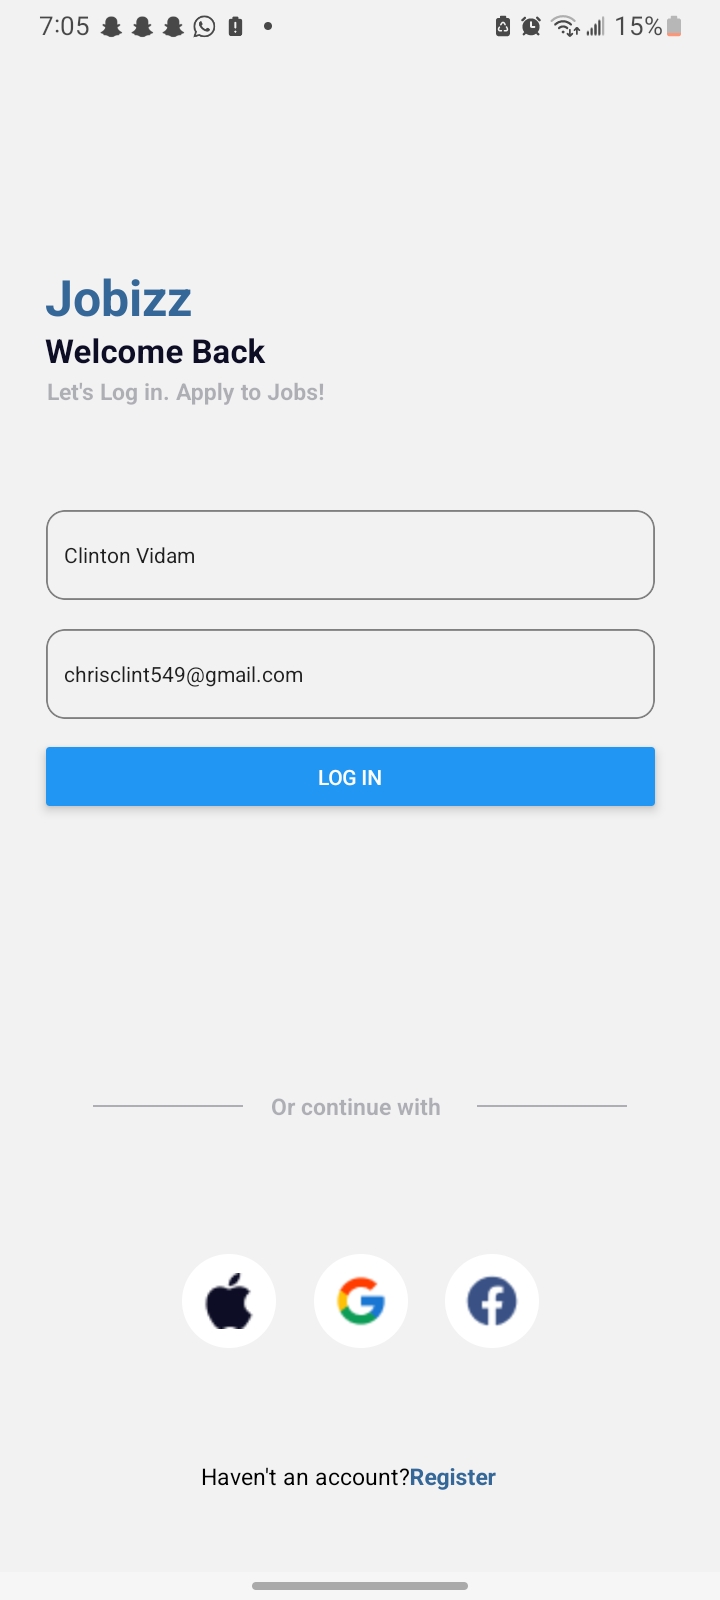 7:05 15%
Jobizz
Welcome Back
Let's Log in. Apply to Jobs!
Clinton Vidam
chrisclint549@gmail.com
LOG IN
Or continue with
Haven't an account?Register